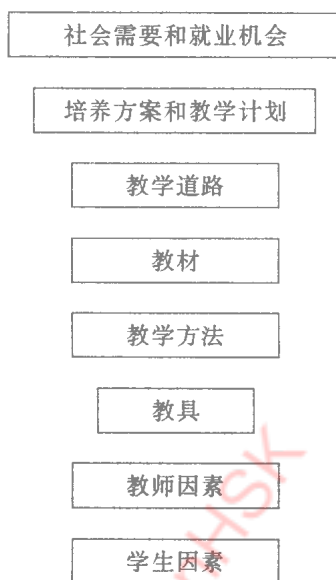 社会需要和就业机会
培养方案和教学计划
教学道路
教材
教学方法
教具
教师因素
学生因素